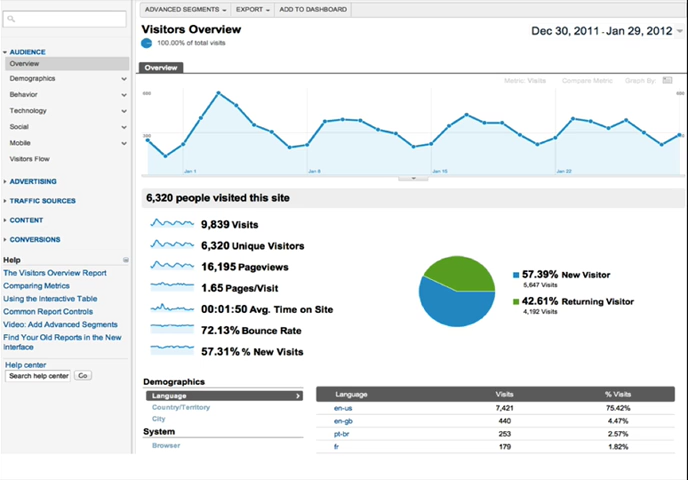 ADVANCED SEGMENTS EXPORT ADD TO DASHBOARD
Visitors Overview
Dec 30, 2011 - Jan 29, 2012
100.00% of total visits
AUDIENCE
Overview
Demographics
Behavior
Technology
Social
Mobile
Visitors Flow
ADVERTISING
TRAFFIC SOURCES
CONTENT
CONVERSIONS
Help
The Visitors Overview Report
Comparing Metrics
Using the Interactive Table
Common Report Controls
Video: Add Advanced Segments
Find Your Old Reports in the New
Interface
Help center
Search help center Go
Overview
Metric: Visits Compare Metric Graph By:
Jan 1 Jan 8 Jan 15 Jan 22
6,320 people visited this site
9,839 Visits
6,320 Unique Visitors
16,195 Pageviews
1.65 Pages/Visit
00:01:50 Avg. Time on Site
72.13% Bounce Rate
57.31% % New Visits
57.39% New Visitor
5,647 Visits
42.61% Returning Visitor
4,192 Visits
Demographics
Language
Country/Territory
City
System
Browser
Language Visits % Visits
en-us 7,421 75.42%
en-gb 440 4.47%
pt-br 253 2.57%
fr 179 1.82%